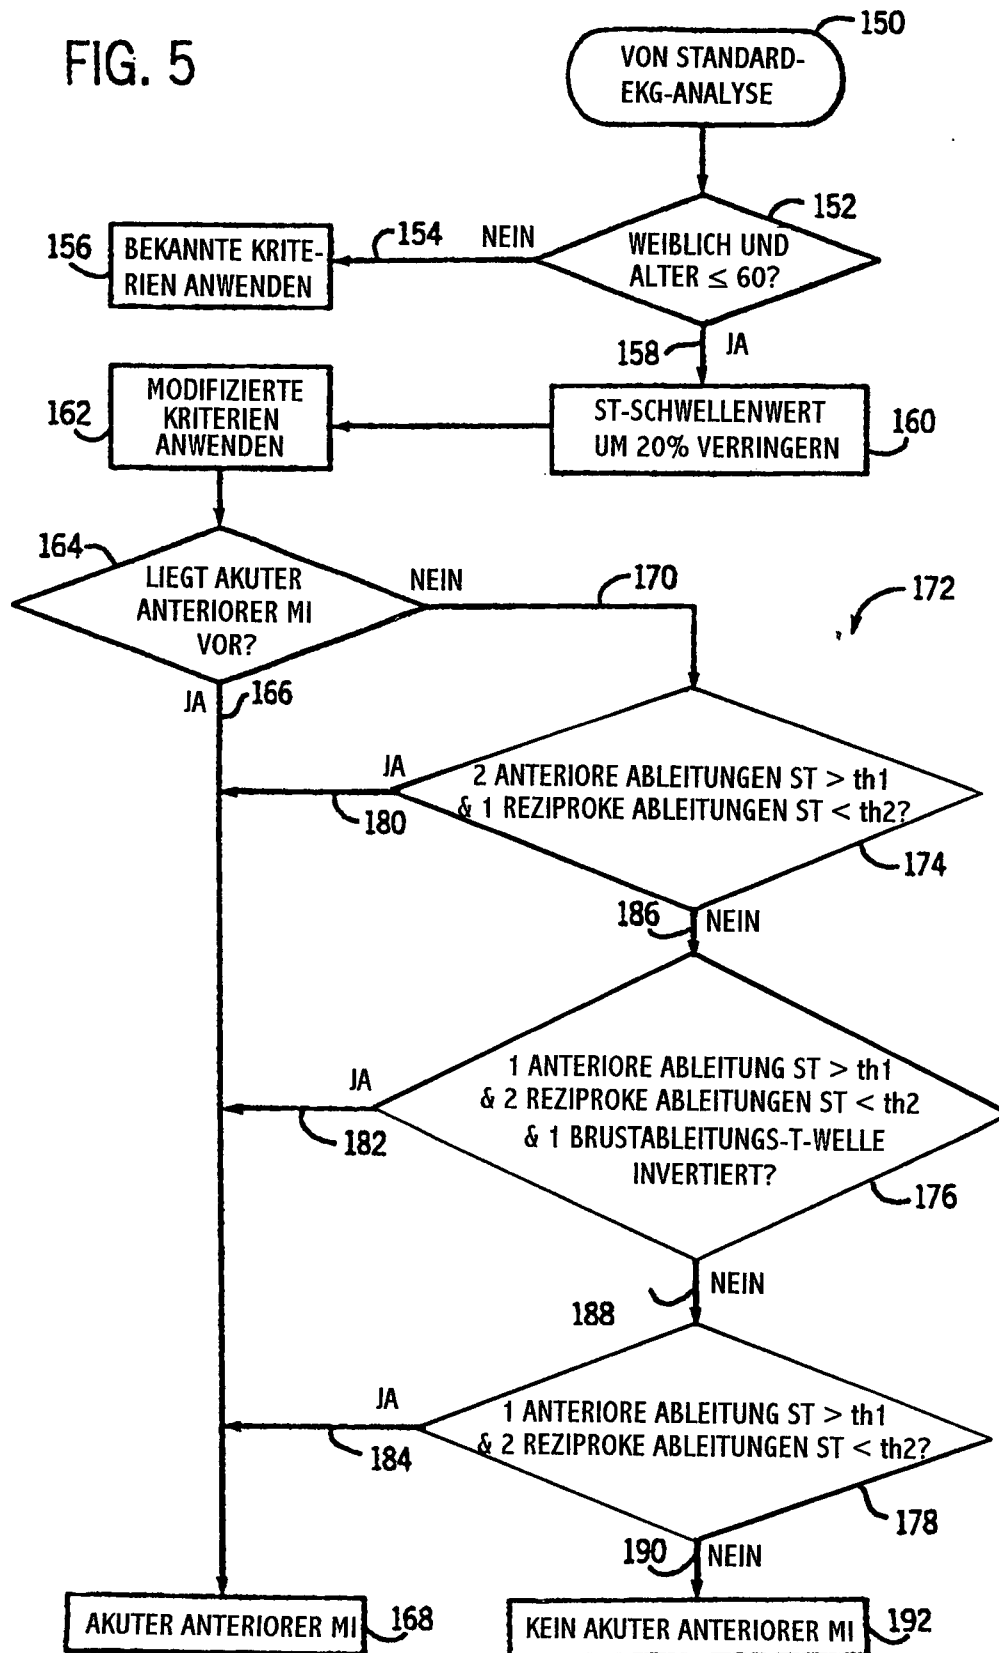 FIG. 5
150
VON STANDARD-
EKG-ANALYSE
152
WEIBLICH UND
ALTER ≤ 60?
NEIN
154
156
BEKANNTE KRITE-
RIEN ANWENDEN
158
JA
ST-SCHWELLENWERT
UM 20% VERRINGERN
160
162
MODIFIZIERTE
KRITERIEN
ANWENDEN
164
LIEGT AKUTER
ANTERIORER MI
VOR?
NEIN
170
172
JA
166
JA
180
2 ANTERIORE ABLEITUNGEN ST > th1
& 1 REZIPROKE ABLEITUNGEN ST < th2?
174
186
NEIN
JA
182
1 ANTERIORE ABLEITUNG ST > th1
& 2 REZIPROKE ABLEITUNGEN ST < th2
& 1 BRUSTABLEITUNGS-T-WELLE
INVERTIERT?
176
188
NEIN
JA
184
1 ANTERIORE ABLEITUNG ST > th1
& 2 REZIPROKE ABLEITUNGEN ST < th2?
178
190
NEIN
AKUTER ANTERIORER MI
168
KEIN AKUTER ANTERIORER MI
192